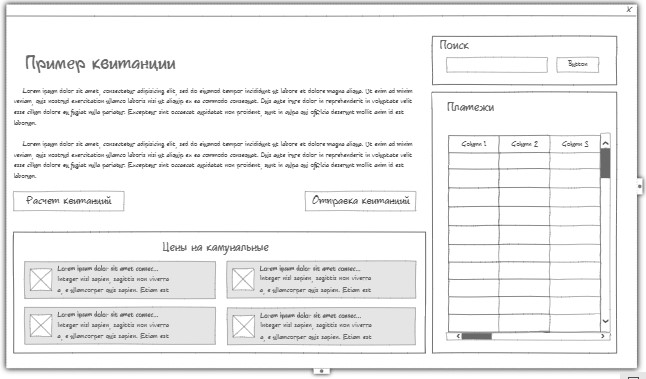 X
Пример квитанции
Lorem ipsum dolor sit amet, consectetur adipisicing elit, sed do eiusmod tempor incididunt ut labore et dolore magna aliqua. Ut enim ad minim
veniam, quis nostrud exercitation ullamco laboris nisi ut aliquip ex ea commodo consequat. Duis aute irure dolor in reprehenderit in voluptate velit
esse cillum dolore eu fugiat nulla pariatur. Excepteur sint occaecat cupidatat non proident, sunt in culpa qui officia deserunt mollit anim id est
laborum.
Lorem ipsum dolor sit amet, consectetur adipisicing elit, sed do eiusmod tempor incididunt ut labore et dolore magna aliqua. Ut enim ad minim
veniam, quis nostrud exercitation ullamco laboris nisi ut aliquip ex ea commodo consequat. Duis aute irure dolor in reprehenderit in voluptate velit
esse cillum dolore eu fugiat nulla pariatur. Excepteur sint occaecat cupidatat non proident, sunt in culpa qui officia deserunt mollit anim id est
laborum.
Расчет квитанций
Отправка квитанций
Цены на камунальные
Lorem ipsum dolor sit amet consec...
Integer nisl sapien, sagittis non viverra
a, e ullamcorper quis sapien. Etiam est
Lorem ipsum dolor sit amet consec...
Integer nisl sapien, sagittis non viverra
a, e ullamcorper quis sapien. Etiam est
Lorem ipsum dolor sit amet consec...
Integer nisl sapien, sagittis non viverra
a, e ullamcorper quis sapien. Etiam est
Lorem ipsum dolor sit amet consec...
Integer nisl sapien, sagittis non viverra
a, e ullamcorper quis sapien. Etiam est
Поиск
Button
Платежи
Column 1 Column 2 Column 3